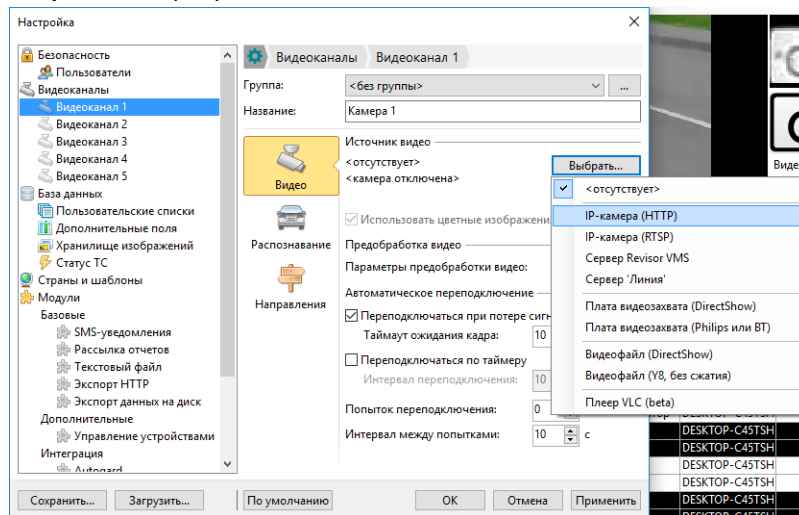 Настройка
Безопасность
Пользователи
Видеоканалы
Видеоканал 1
Видеоканал 2
Видеоканал 3
Видеоканал 4
Видеоканал 5
База данных
Пользовательские списки
Дополнительные поля
Хранилище изображений
Статус ТС
Страны и шаблоны
Модули
Базовые
SMS-уведомления
Рассылка отчетов
Текстовый файл
Экспорт HTTP
Экспорт данных на диск
Дополнительные
Управление устройствами
Интеграция
Autogard
Видеоканалы Видеоканал 1
Группа: <без группы> ...
Название: Камера 1
Видео
Распознавание
Направления
Источник видео
<отсутствует> Выбрать...
<камера отключена>
Использовать цветные изображени
Предобработка видео
Параметры предобработки видео:
Автоматическое переподключение
Переподключаться при потере сигн
Таймаут ожидания кадра: 10
Переподключаться по таймеру
Интервал переподключения: 10
Попыток переподключения: 0
Интервал между попытками: 10 с
<отсутствует>
IP-камера (HTTP)
IP-камера (RTSP)
Сервер Revisor VMS
Сервер 'Линия'
Плата видеозахвата (DirectShow)
Плата видеозахвата (Philips или BT)
Видеофайл (DirectShow)
Видеофайл (Y8, без сжатия)
Плеер VLC (beta)
Сохранить... Загрузить... По умолчанию ОК Отмена Применить
Виде
DESKTOP-C45TSH
DESKTOP-C45TSH
DESKTOP-C45TSH
DESKTOP-C45TSH
DESKTOP-C45TSH
DESKTOP-C45TSH